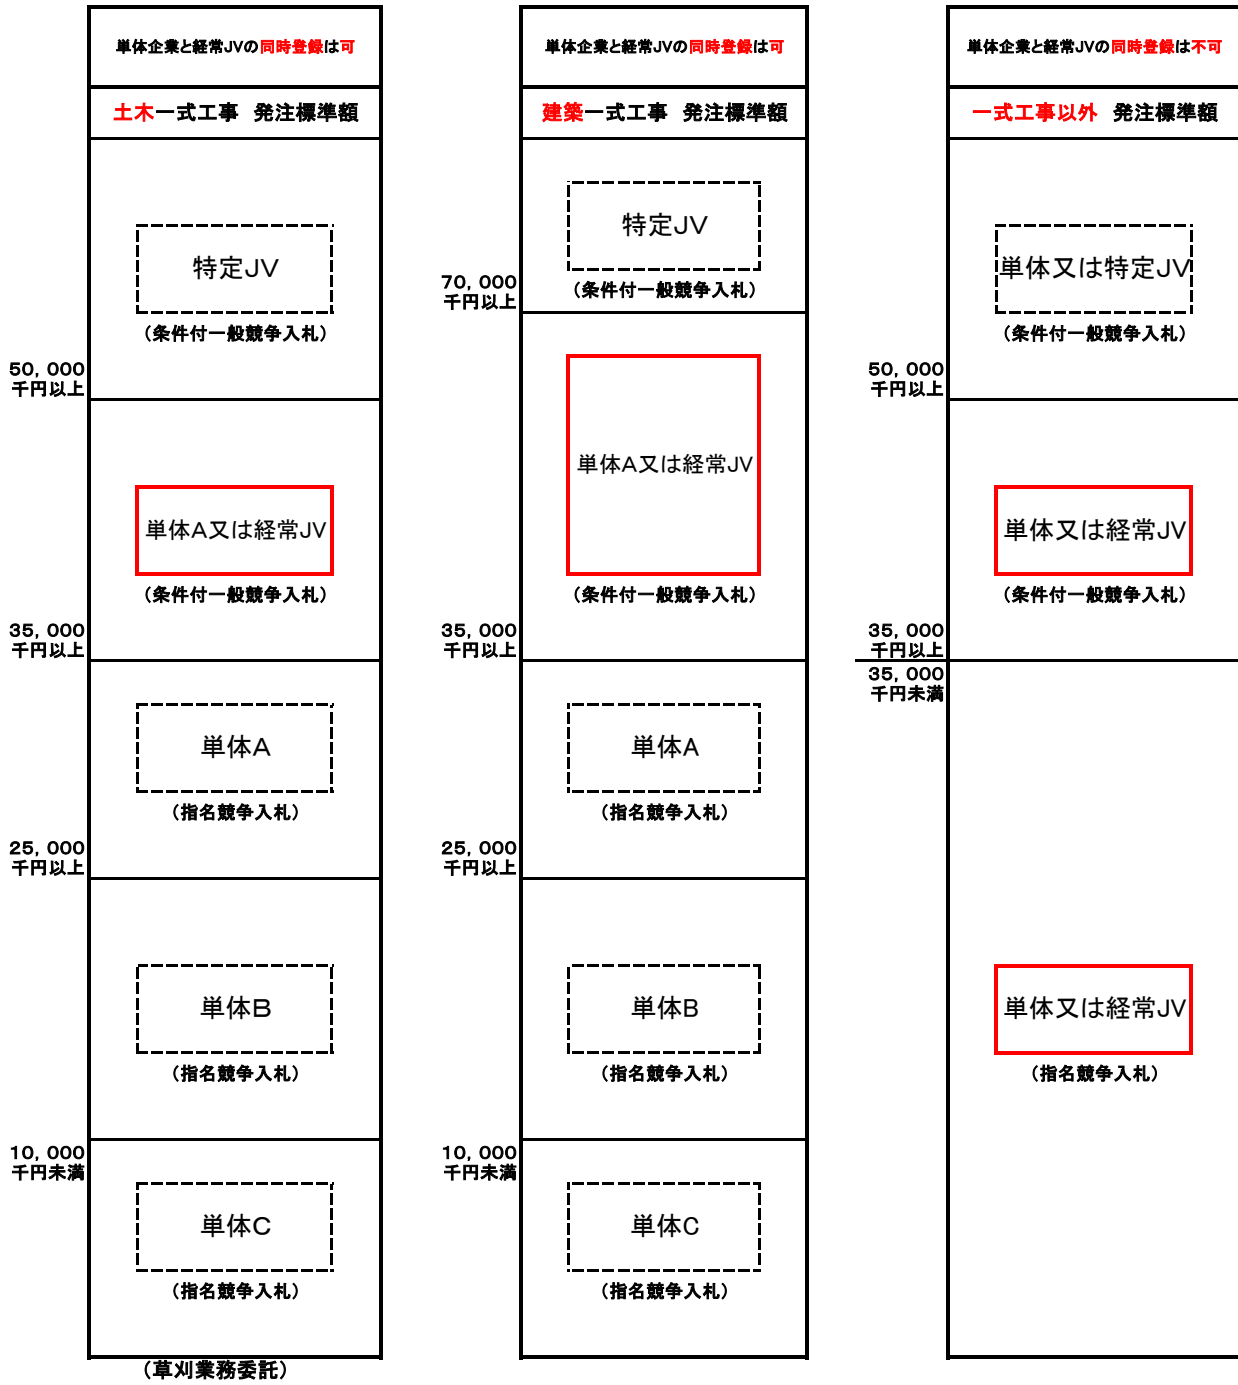 単体企業と経常JVの同時登録は可
土木一式工事 発注標準額
特定JV
（条件付一般競争入札）
50,000
千円以上
単体A又は経常JV
（条件付一般競争入札）
35,000
千円以上
単体A
（指名競争入札）
25,000
千円以上
単体B
（指名競争入札）
10,000
千円未満
単体C
（指名競争入札）
（草刈業務委託）
単体企業と経常JVの同時登録は可
建築一式工事 発注標準額
特定JV
（条件付一般競争入札）
70,000
千円以上
単体A又は経常JV
（条件付一般競争入札）
35,000
千円以上
単体A
（指名競争入札）
25,000
千円以上
単体B
（指名競争入札）
10,000
千円未満
単体C
（指名競争入札）
単体企業と経常JVの同時登録は不可
一式工事以外 発注標準額
単体又は特定JV
（条件付一般競争入札）
50,000
千円以上
単体又は経常JV
（条件付一般競争入札）
35,000
千円以上
35,000
千円未満
単体又は経常JV
（指名競争入札）